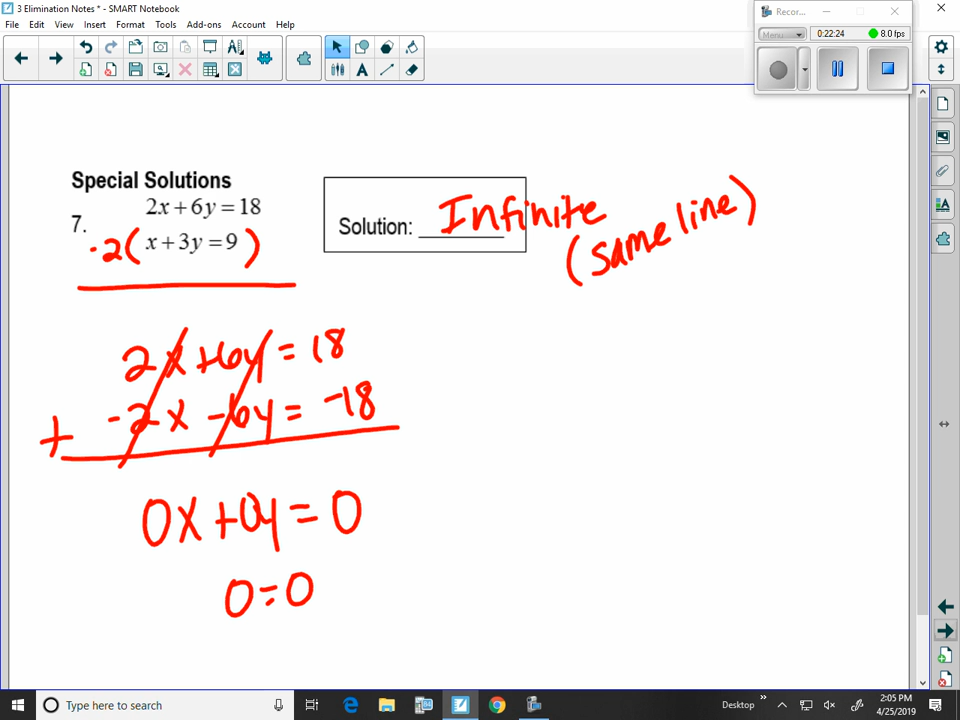 3 Elimination Notes * - SMART Notebook
Recor...
File Edit View Insert Format Tools Add-ons Account Help
Menu
0:22:24
8.0 fps
Special Solutions
7.
2x + 6y = 18
-2( x + 3y = 9 )
Solution: ________
Infinite
(same line)
2x + 6y = 18
+ -2x - 6y = -18
0x + 0y = 0
0 = 0
Type here to search
Desktop
»
2:05 PM
4/25/2019